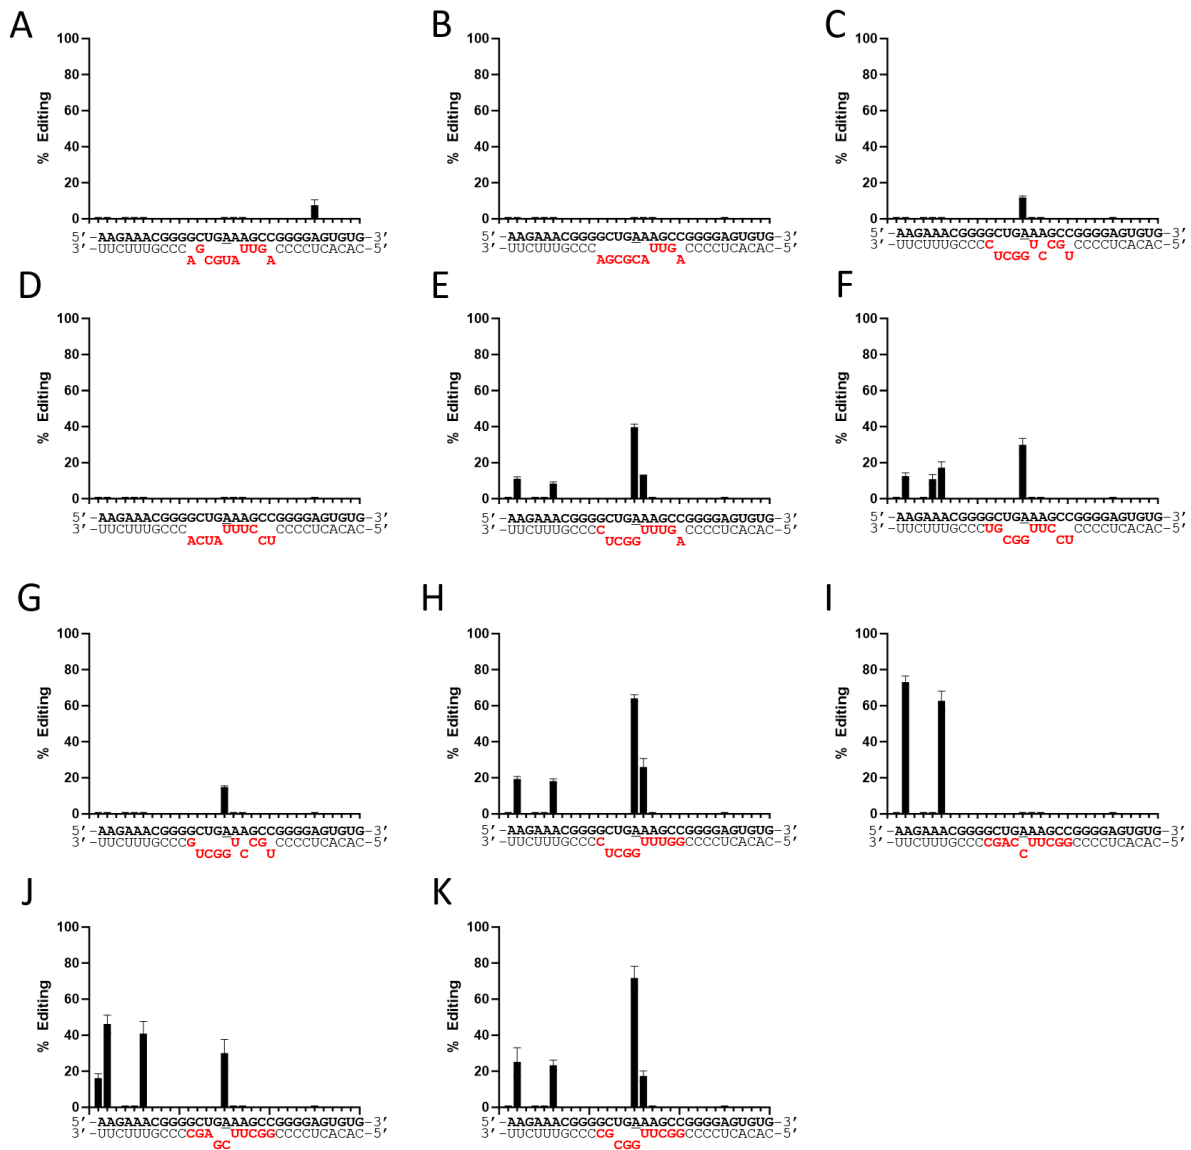 A
% Editing
100
80
60
40
20
0
5’-AAGAAACGGGGCUGAAAGCCGGGGAGUGUG-3’
3’-UUCUUUGCCC G UUG CCCCUCACAC-5’
A CGUA A
B
% Editing
100
80
60
40
20
0
5’-AAGAAACGGGGCUGAAAGCCGGGGAGUGUG-3’
3’-UUCUUUGCCC UUG CCCCUCACAC-5’
AGCGCA A
C
% Editing
100
80
60
40
20
0
5’-AAGAAACGGGGCUGAAAGCCGGGGAGUGUG-3’
3’-UUCUUUGCCCC U CG CCCCUCACAC-5’
UCGG C U
D
% Editing
100
80
60
40
20
0
5’-AAGAAACGGGGCUGAAAGCCGGGGAGUGUG-3’
3’-UUCUUUGCCC UUUC CCCCUCACAC-5’
ACUA CU
E
% Editing
100
80
60
40
20
0
5’-AAGAAACGGGGCUGAAAGCCGGGGAGUGUG-3’
3’-UUCUUUGCCCC UUUG CCCCUCACAC-5’
UCGG A
F
% Editing
100
80
60
40
20
0
5’-AAGAAACGGGGCUGAAAGCCGGGGAGUGUG-3’
3’-UUCUUUGCCCUG UUC CCCCUCACAC-5’
CGG CU
G
% Editing
100
80
60
40
20
0
5’-AAGAAACGGGGCUGAAAGCCGGGGAGUGUG-3’
3’-UUCUUUGCCCG U CG CCCCUCACAC-5’
UCGG C U
H
% Editing
100
80
60
40
20
0
5’-AAGAAACGGGGCUGAAAGCCGGGGAGUGUG-3’
3’-UUCUUUGCCCC UUUGGCCCCUCACAC-5’
UCGG
I
% Editing
100
80
60
40
20
0
5’-AAGAAACGGGGCUGAAAGCCGGGGAGUGUG-3’
3’-UUCUUUGCCCCGAC UUCGGCCCCUCACAC-5’
C
J
% Editing
100
80
60
40
20
0
5’-AAGAAACGGGGCUGAAAGCCGGGGAGUGUG-3’
3’-UUCUUUGCCCCGA UUCGGCCCCUCACAC-5’
GC
K
% Editing
100
80
60
40
20
0
5’-AAGAAACGGGGCUGAAAGCCGGGGAGUGUG-3’
3’-UUCUUUGCCCCG UUCGGCCCCUCACAC-5’
CGG